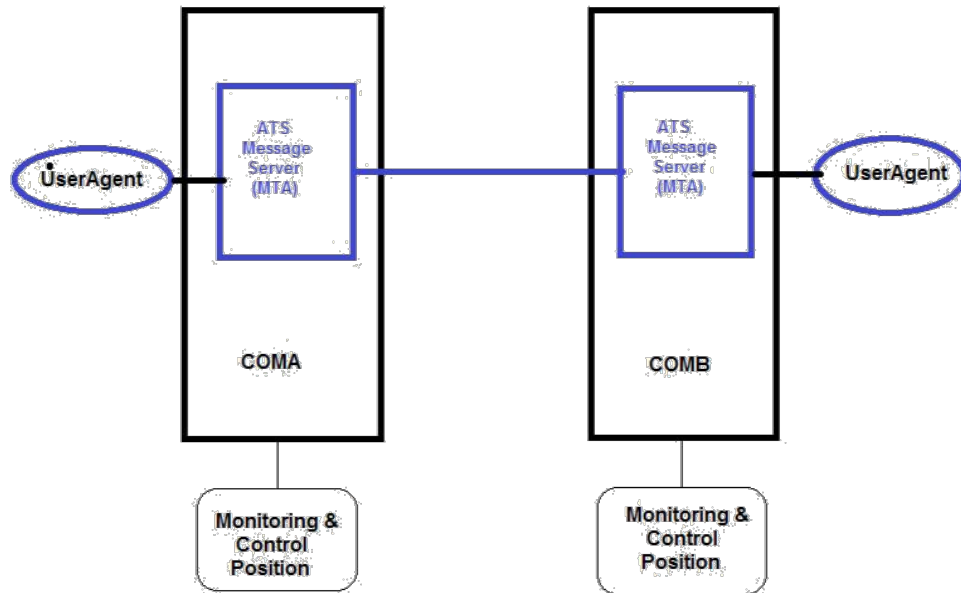 ATS
Message
Server
(MTA)
UserAgent
COMA
Monitoring &
Control
Position
ATS
Message
Server
(MTA)
UserAgent
COMB
Monitoring &
Control
Position